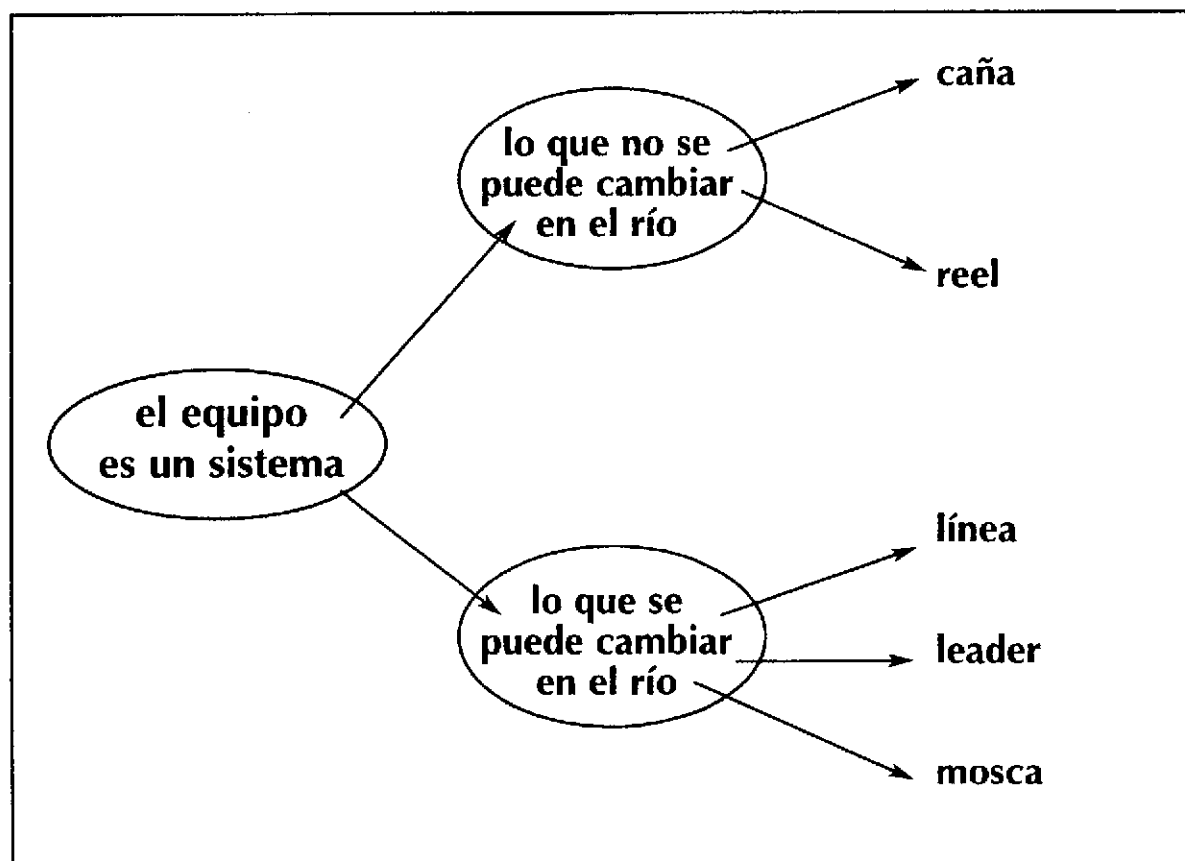 caña
lo que no se
puede cambiar
en el río
reel
el equipo
es un sistema
línea
lo que se
puede cambiar
en el río
leader
mosca